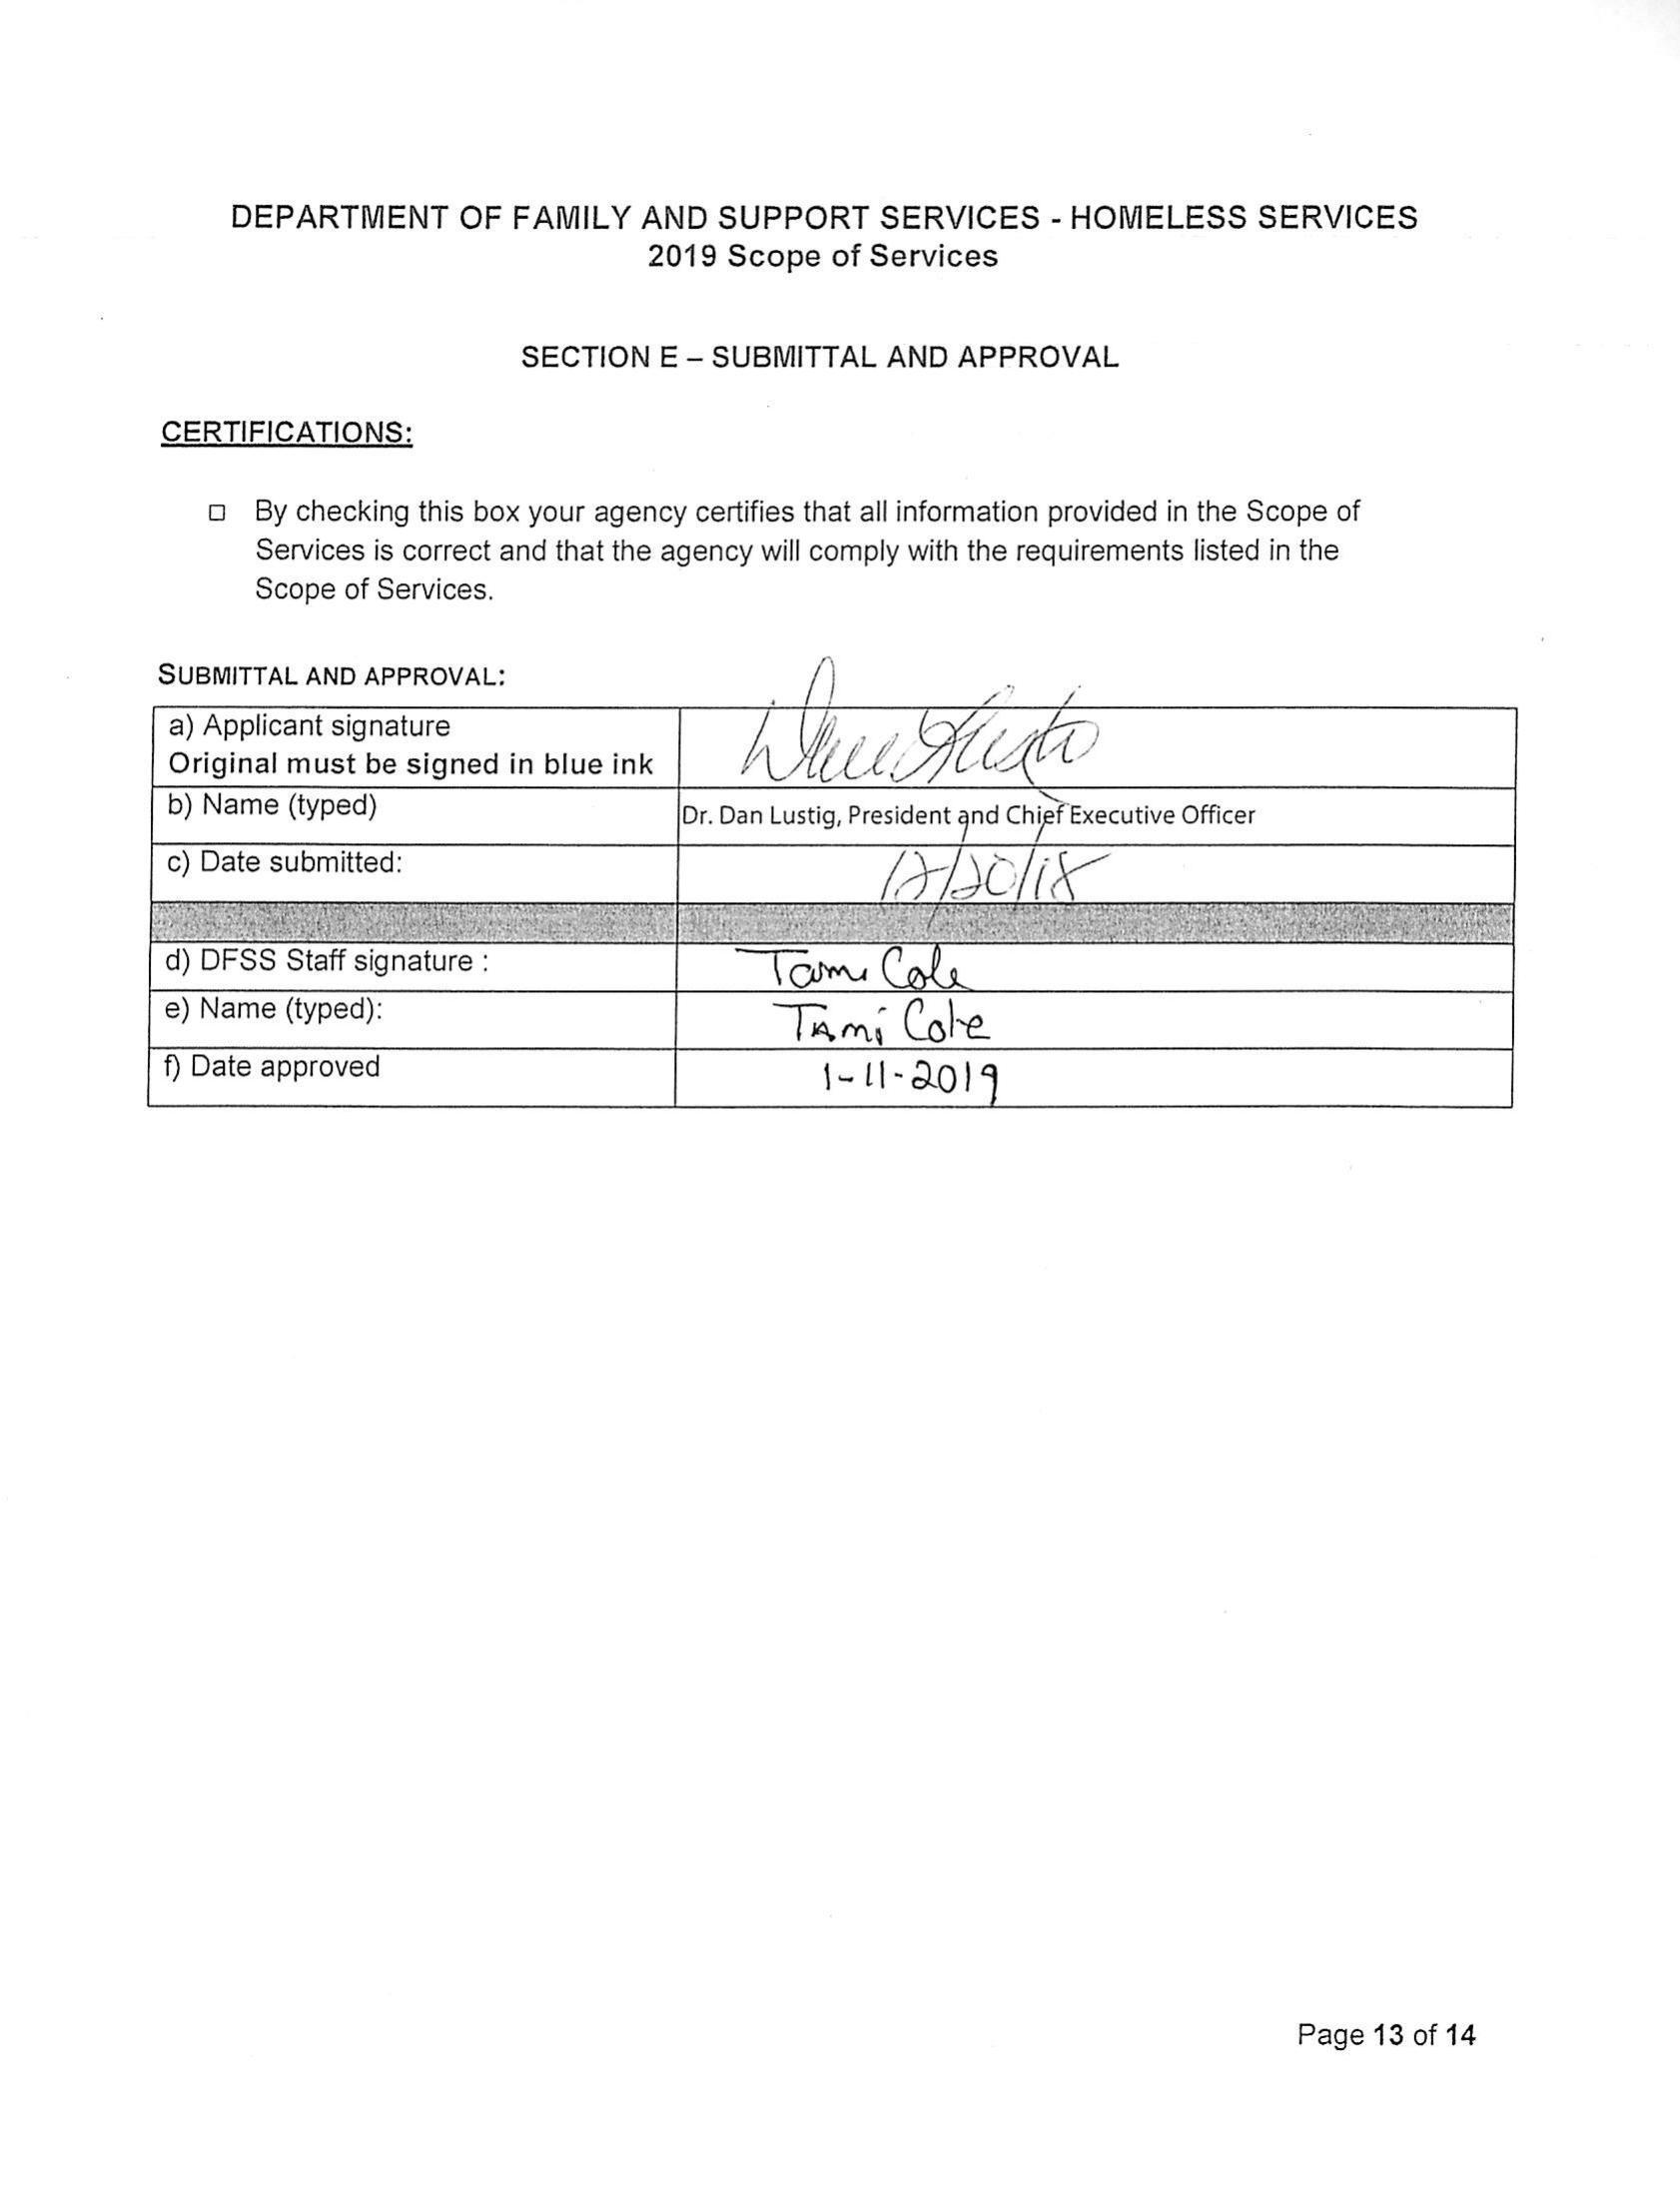 DEPARTMENT OF FAMILY AND SUPPORT SERVICES - HOMELESS SERVICES
2019 Scope of Services
SECTION E – SUBMITTAL AND APPROVAL
CERTIFICATIONS:
□ By checking this box your agency certifies that all information provided in the Scope of
Services is correct and that the agency will comply with the requirements listed in the
Scope of Services.
SUBMITTAL AND APPROVAL:
a) Applicant signature
Original must be signed in blue ink
b) Name (typed) Dr. Dan Lustig, President and Chief Executive Officer
c) Date submitted: 12/20/18
d) DFSS Staff signature : Tami Cole
e) Name (typed): Tami Cole
f) Date approved 1-11-2019
Page 13 of 14